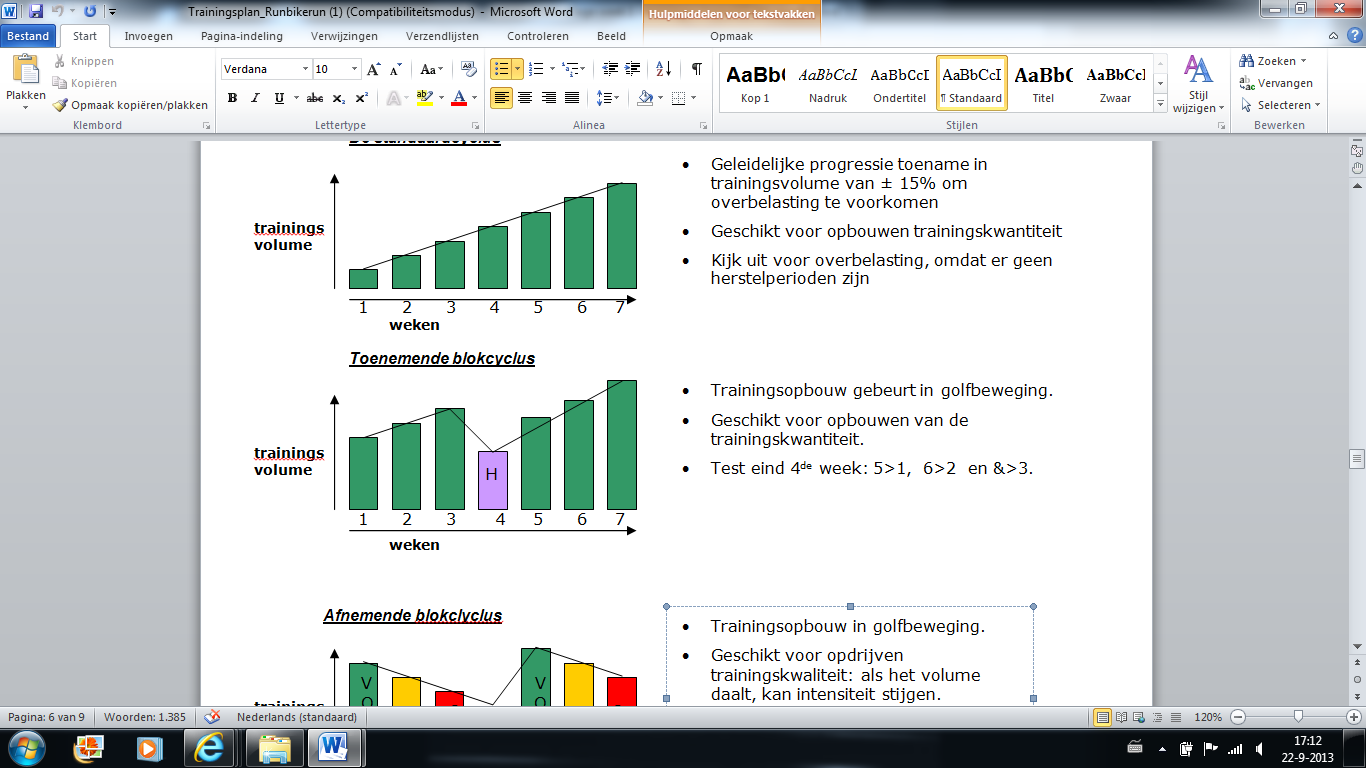 Trainingsplan_Runbikerun (1) (Compatibiliteitsmodus) - Microsoft Word
Hulpmiddelen voor tekstvakken
Bestand Start Invoegen Pagina-indeling Verwijzingen Verzendlijsten Controleren Beeld Opmaak
Plakken
Knippen
Kopiëren
Opmaak kopiëren/plakken
Klembord
Verdana 10
Lettertype
Alinea
AaBb AaBbCcI AaBbCcI AaBbCcI AaBbC AaBbCcI
Kop 1 Nadruk Ondertitel ¶ Standaard Titel Zwaar
Stijl wijzigen
Stijlen
Zoeken
Vervangen
Selecteren
Bewerken
De standaardcyclus
trainings
volume
1 2 3 4 5 6 7
weken
• Geleidelijke progressie toename in
trainingsvolume van ± 15% om
overbelasting te voorkomen
• Geschikt voor opbouwen trainingskwantiteit
• Kijk uit voor overbelasting, omdat er geen
herstelperioden zijn
Toenemende blokcyclus
trainings
volume
H
1 2 3 4 5 6 7
weken
• Trainingsopbouw gebeurt in golfbeweging.
• Geschikt voor opbouwen van de
trainingskwantiteit.
• Test eind 4de week: 5>1, 6>2 en &>3.
Afnemende blokclyclus
trainings
V
O
V
O
• Trainingsopbouw in golfbeweging.
• Geschikt voor opdrijven
trainingskwaliteit: als het volume
daalt, kan intensiteit stijgen.
Pagina: 6 van 9 Woorden: 1.385 Nederlands (standaard) 120%
17:12
22-9-2013